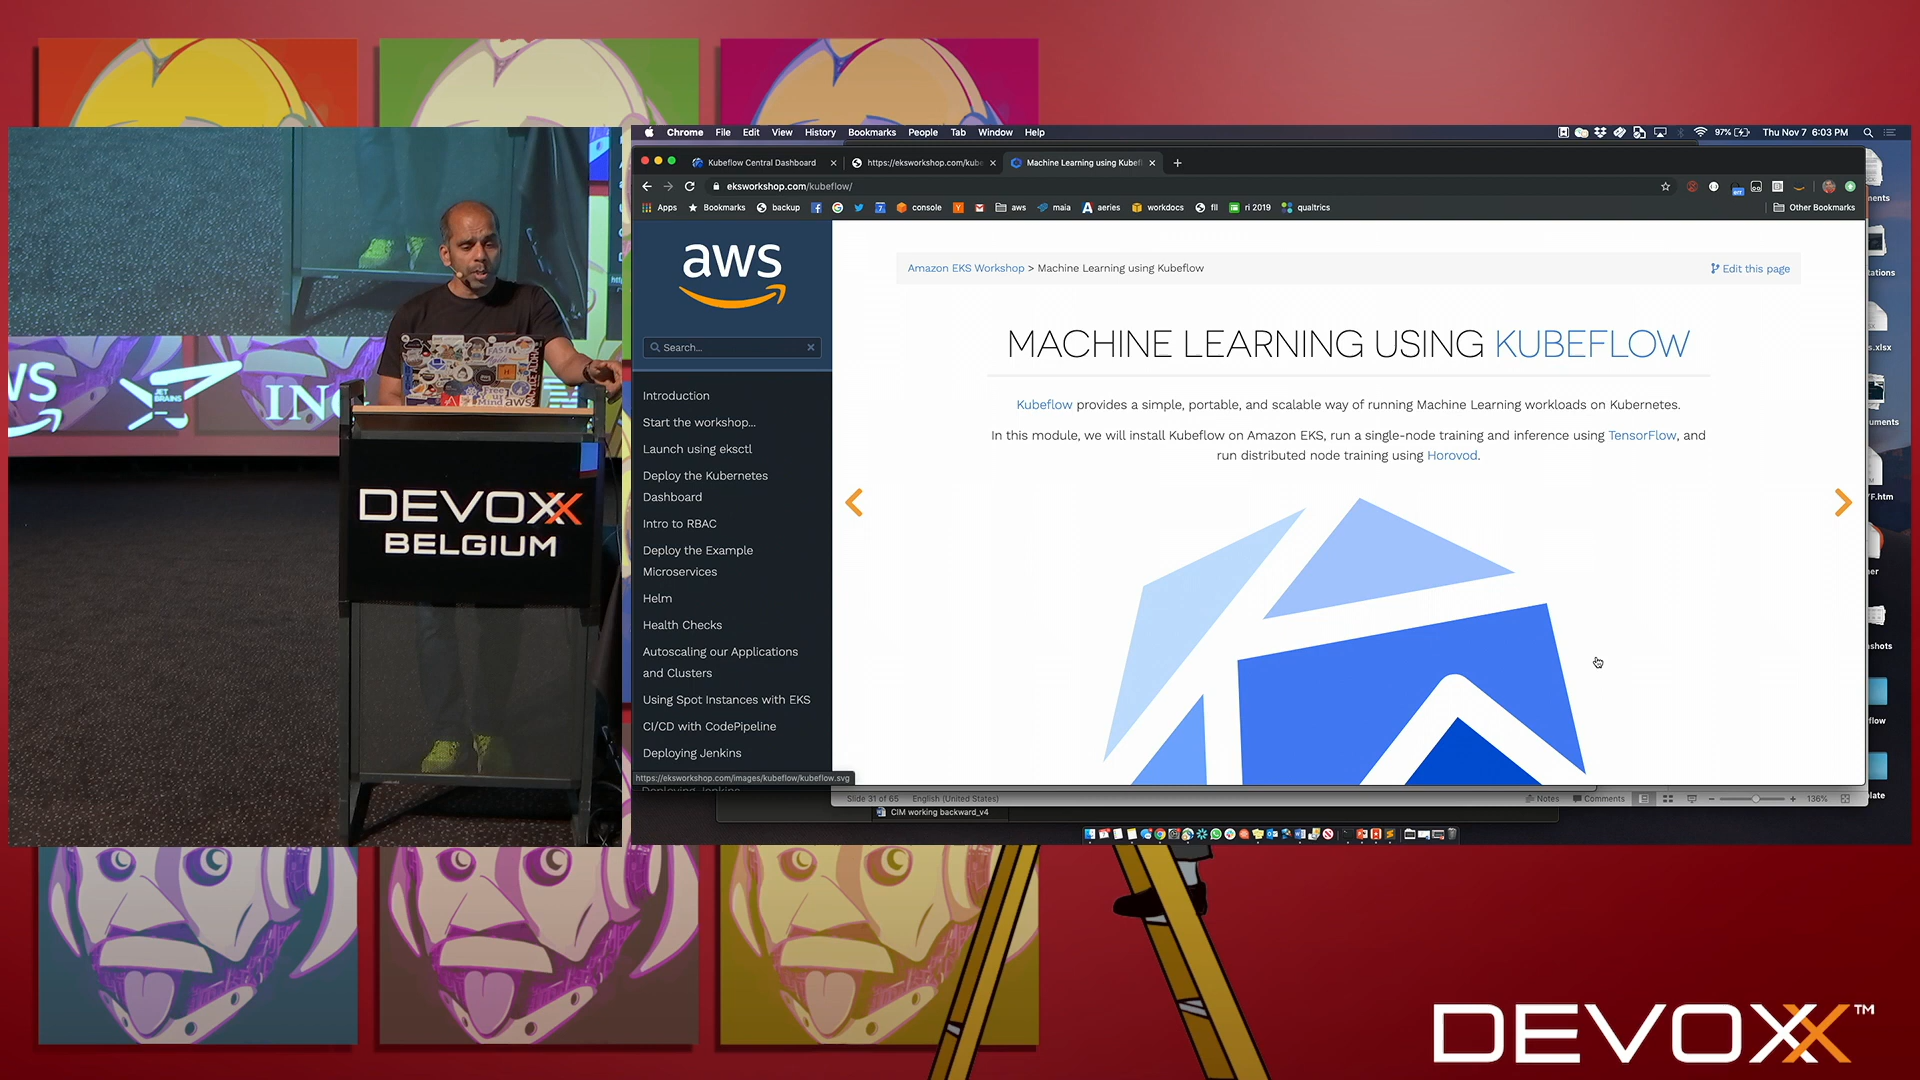 WS
JET
BRAINS
ING
DEVOXX
BELGIUM
Chrome File Edit View History Bookmarks People Tab Window Help
97% Thu Nov 7 6:03 PM
Kubeflow Central Dashboard
https://eksworkshop.com/kube
Machine Learning using Kubefl
eksworkshop.com/kubeflow/
Apps Bookmarks backup console aws maia aeries workdocs fll ri 2019 qualtrics Other Bookmarks
aws
Search...
Introduction
Start the workshop...
Launch using eksctl
Deploy the Kubernetes
Dashboard
Intro to RBAC
Deploy the Example
Microservices
Helm
Health Checks
Autoscaling our Applications
and Clusters
Using Spot Instances with EKS
CI/CD with CodePipeline
Deploying Jenkins
https://eksworkshop.com/images/kubeflow/kubeflow.svg
Amazon EKS Workshop > Machine Learning using Kubeflow
Edit this page
MACHINE LEARNING USING KUBEFLOW
Kubeflow provides a simple, portable, and scalable way of running Machine Learning workloads on Kubernetes.
In this module, we will install Kubeflow on Amazon EKS, run a single-node training and inference using TensorFlow, and
run distributed node training using Horovod.
Slide 31 of 65 English (United States) Notes Comments 136%
CIM working backward_v4
DEVOXX™